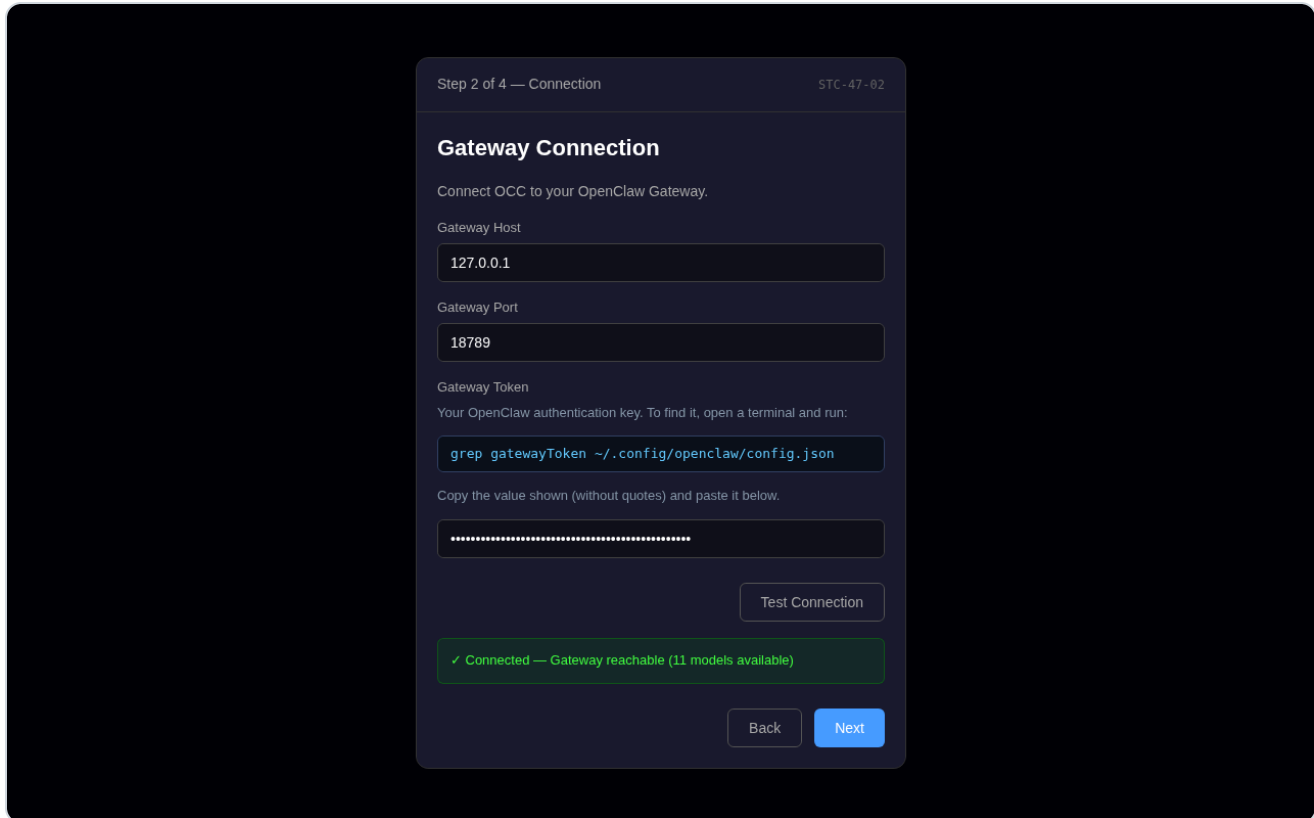 Step 2 of 4 — Connection
STC-47-02
Gateway Connection
Connect OCC to your OpenClaw Gateway.
Gateway Host
127.0.0.1
Gateway Port
18789
Gateway Token
Your OpenClaw authentication key. To find it, open a terminal and run:
grep gatewayToken ~/.config/openclaw/config.json
Copy the value shown (without quotes) and paste it below.
••••••••••••••••••••••••••••••••••••••••••••••••
Test Connection
✓ Connected — Gateway reachable (11 models available)
Back
Next